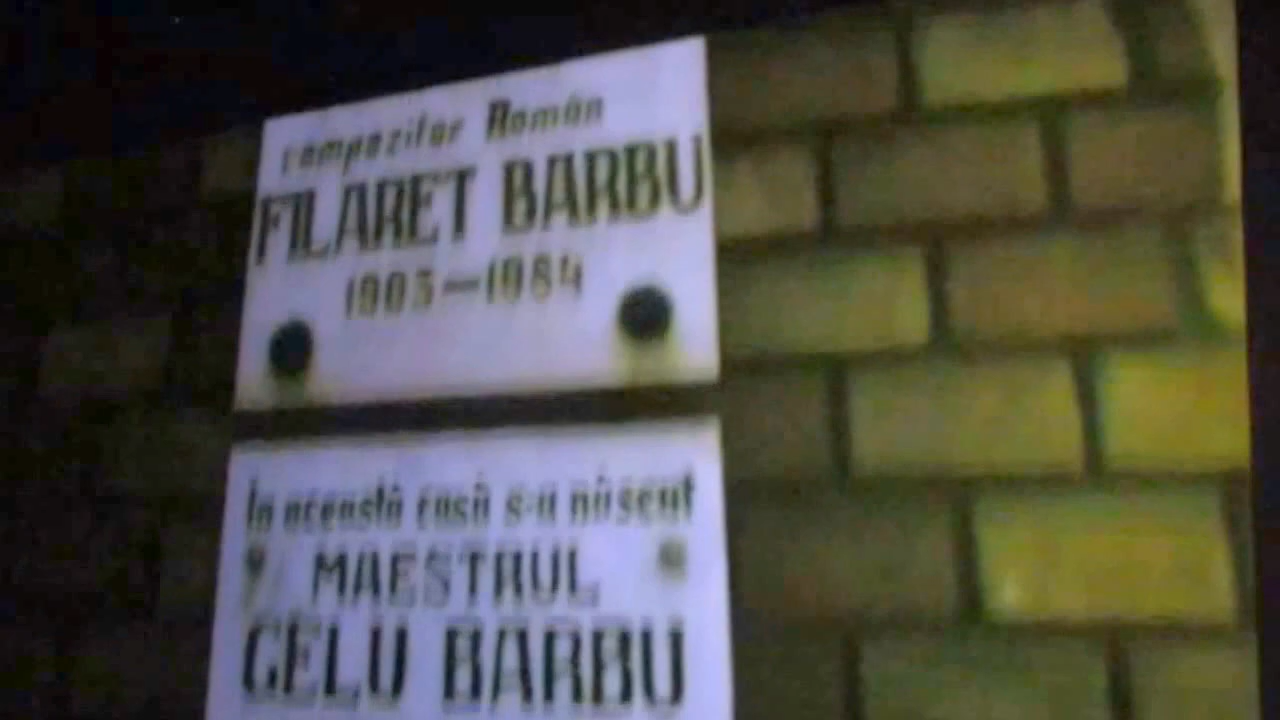 compozitor Român
FILARET BARBU
1903-1984
În această casă s-a născut
MAESTRUL
GELU BARBU